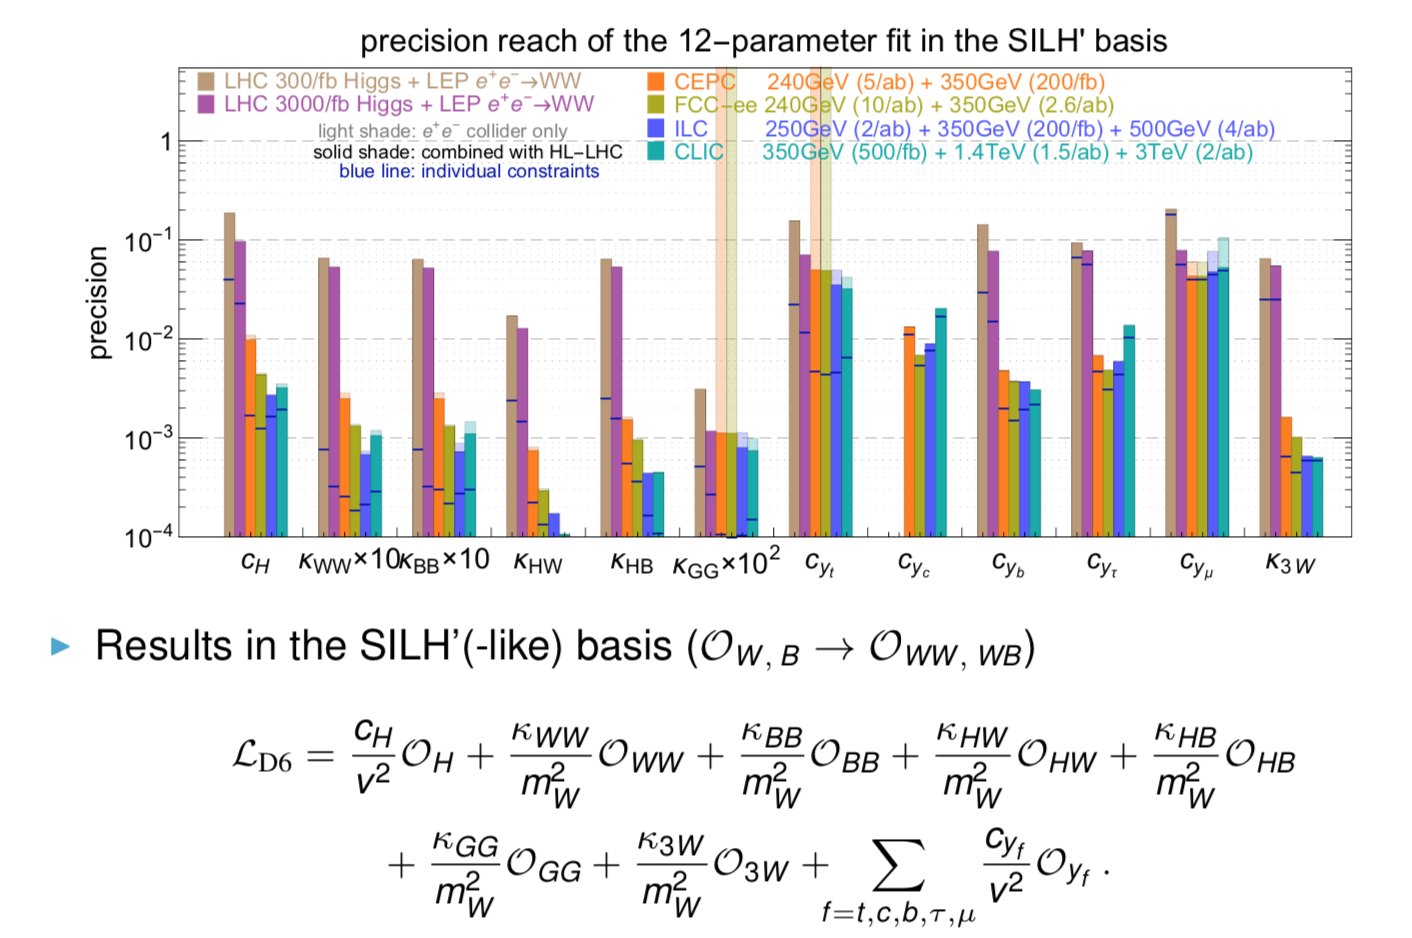 precision reach of the 12−parameter fit in the SILH' basis
LHC 300/fb Higgs + LEP e⁺e⁻→WW
LHC 3000/fb Higgs + LEP e⁺e⁻→WW
light shade: e⁺e⁻ collider only
solid shade: combined with HL−LHC
blue line: individual constraints
CEPC 240GeV (5/ab) + 350GeV (200/fb)
FCC−ee 240GeV (10/ab) + 350GeV (2.6/ab)
ILC 250GeV (2/ab) + 350GeV (200/fb) + 500GeV (4/ab)
CLIC 350GeV (500/fb) + 1.4TeV (1.5/ab) + 3TeV (2/ab)
precision
1
10⁻¹
10⁻²
10⁻³
10⁻⁴
c_H κ_WW×10 κ_BB×10 κ_HW κ_HB κ_GG×10² c_{y_t} c_{y_c} c_{y_b} c_{y_τ} c_{y_μ} κ_{3W}
▶ Results in the SILH'(-like) basis (𝒪_{W, B} → 𝒪_{WW, WB})
ℒ_D6 = c_H/v² 𝒪_H + κ_WW/m_W² 𝒪_WW + κ_BB/m_W² 𝒪_BB + κ_HW/m_W² 𝒪_HW + κ_HB/m_W² 𝒪_HB
+ κ_GG/m_W² 𝒪_GG + κ_3W/m_W² 𝒪_3W + ∑_{f=t,c,b,τ,μ} c_{y_f}/v² 𝒪_{y_f} .